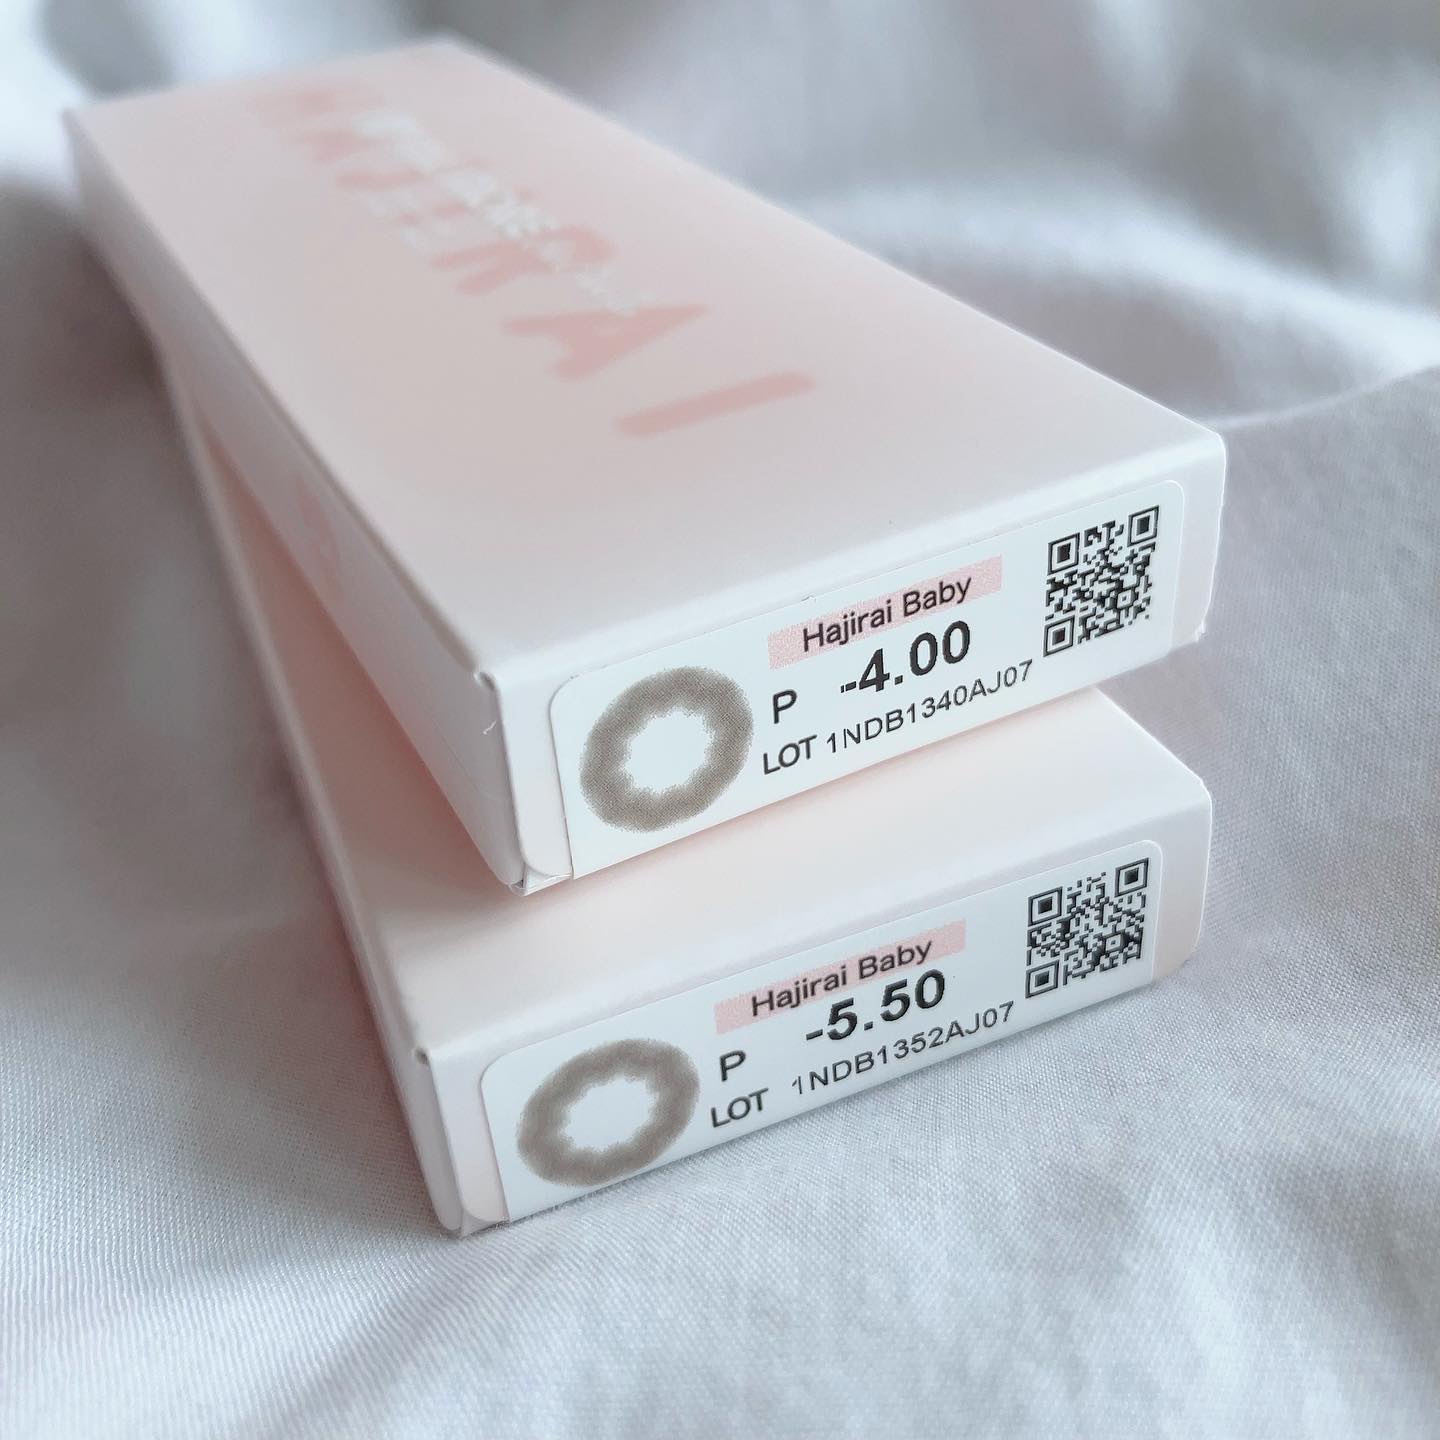 HAJIRAI
Hajirai Baby
P -4.00
LOT 1NDB1340AJ07
Hajirai Baby
P -5.50
LOT 1NDB1352AJ07